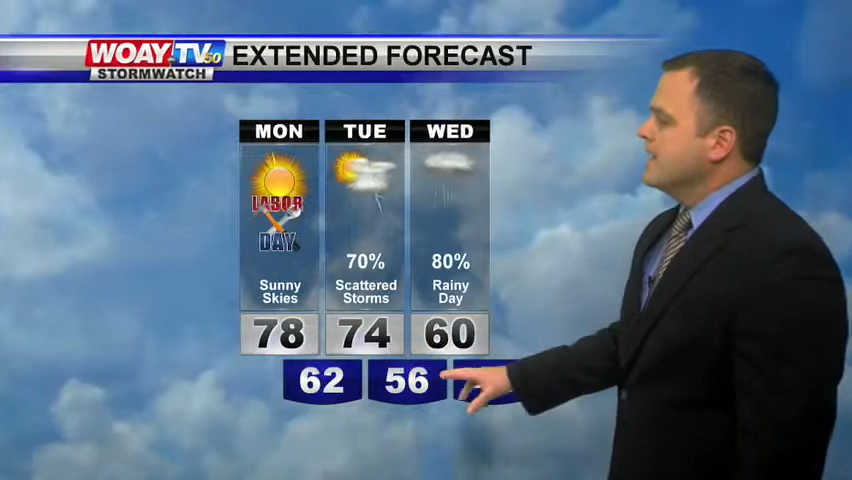 WOAY-TV 50
STORMWATCH
EXTENDED FORECAST
MON TUE WED
LABOR
DAY
70% 80%
Sunny Skies
Scattered Storms
Rainy Day
78 74 60
62 56